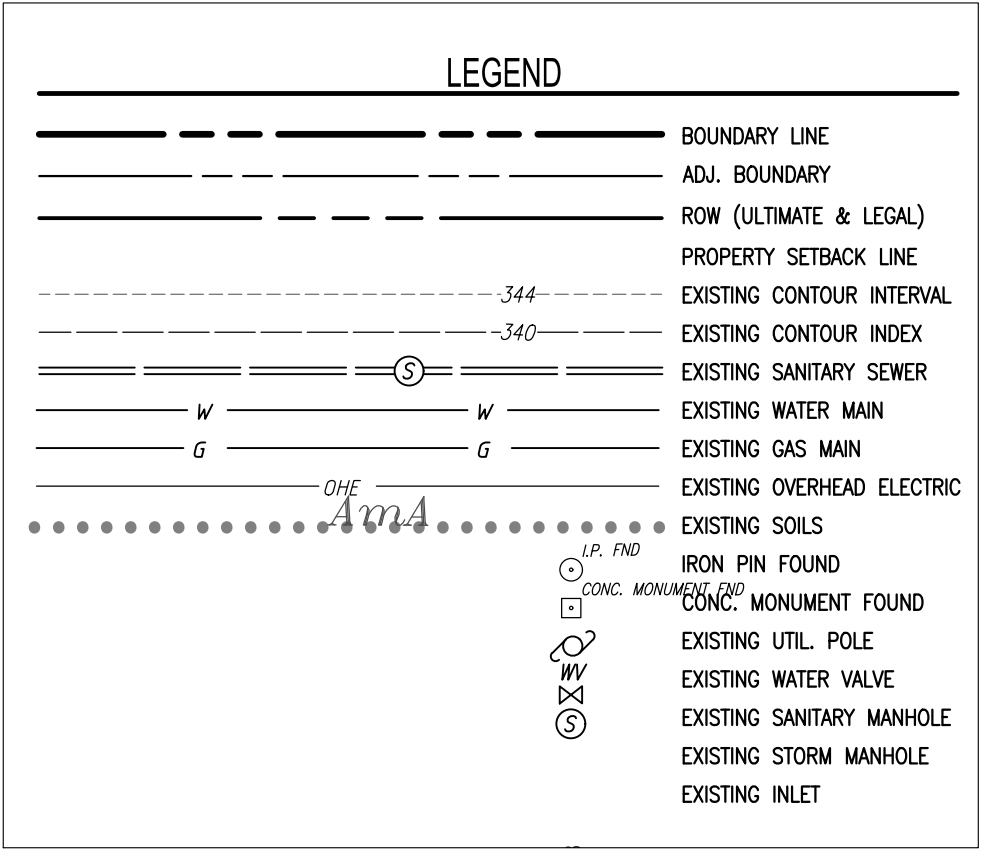 LEGEND
BOUNDARY LINE
ADJ. BOUNDARY
ROW (ULTIMATE & LEGAL)
PROPERTY SETBACK LINE
344 EXISTING CONTOUR INTERVAL
340 EXISTING CONTOUR INDEX
S EXISTING SANITARY SEWER
W W EXISTING WATER MAIN
G G EXISTING GAS MAIN
OHE EXISTING OVERHEAD ELECTRIC
AmA EXISTING SOILS
I.P. FND
IRON PIN FOUND
CONC. MONUMENT FND
CONC. MONUMENT FOUND
EXISTING UTIL. POLE
WV EXISTING WATER VALVE
S EXISTING SANITARY MANHOLE
EXISTING STORM MANHOLE
EXISTING INLET